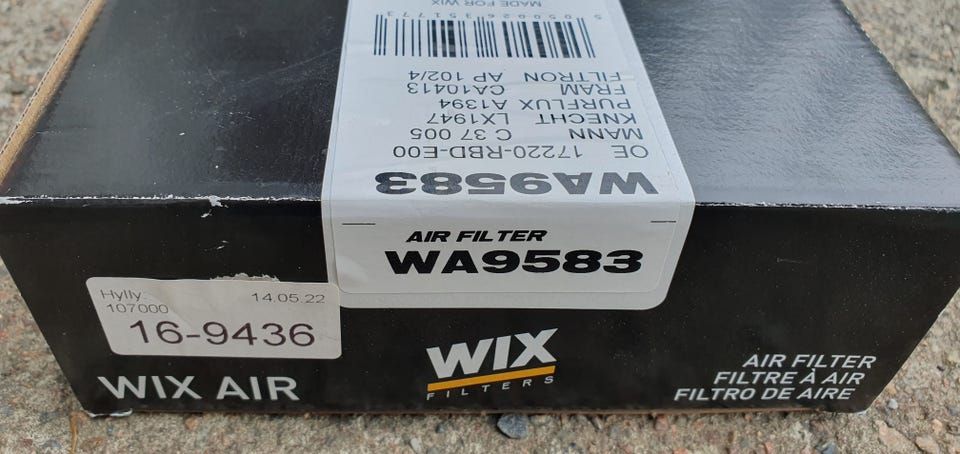 WA9583
OE 17220-RBD-E00
MANN C 37 005
KNECHT LX1947
PURFLUX A1394
FRAM CA10413
FILTRON AP 102/4
5050026351773
MADE FOR WIX
AIR FILTER
WA9583
Hylly: 14.05.22
107000
16-9436
WIX AIR
WIX
FILTERS
AIR FILTER
FILTRE À AIR
FILTRO DE AIRE